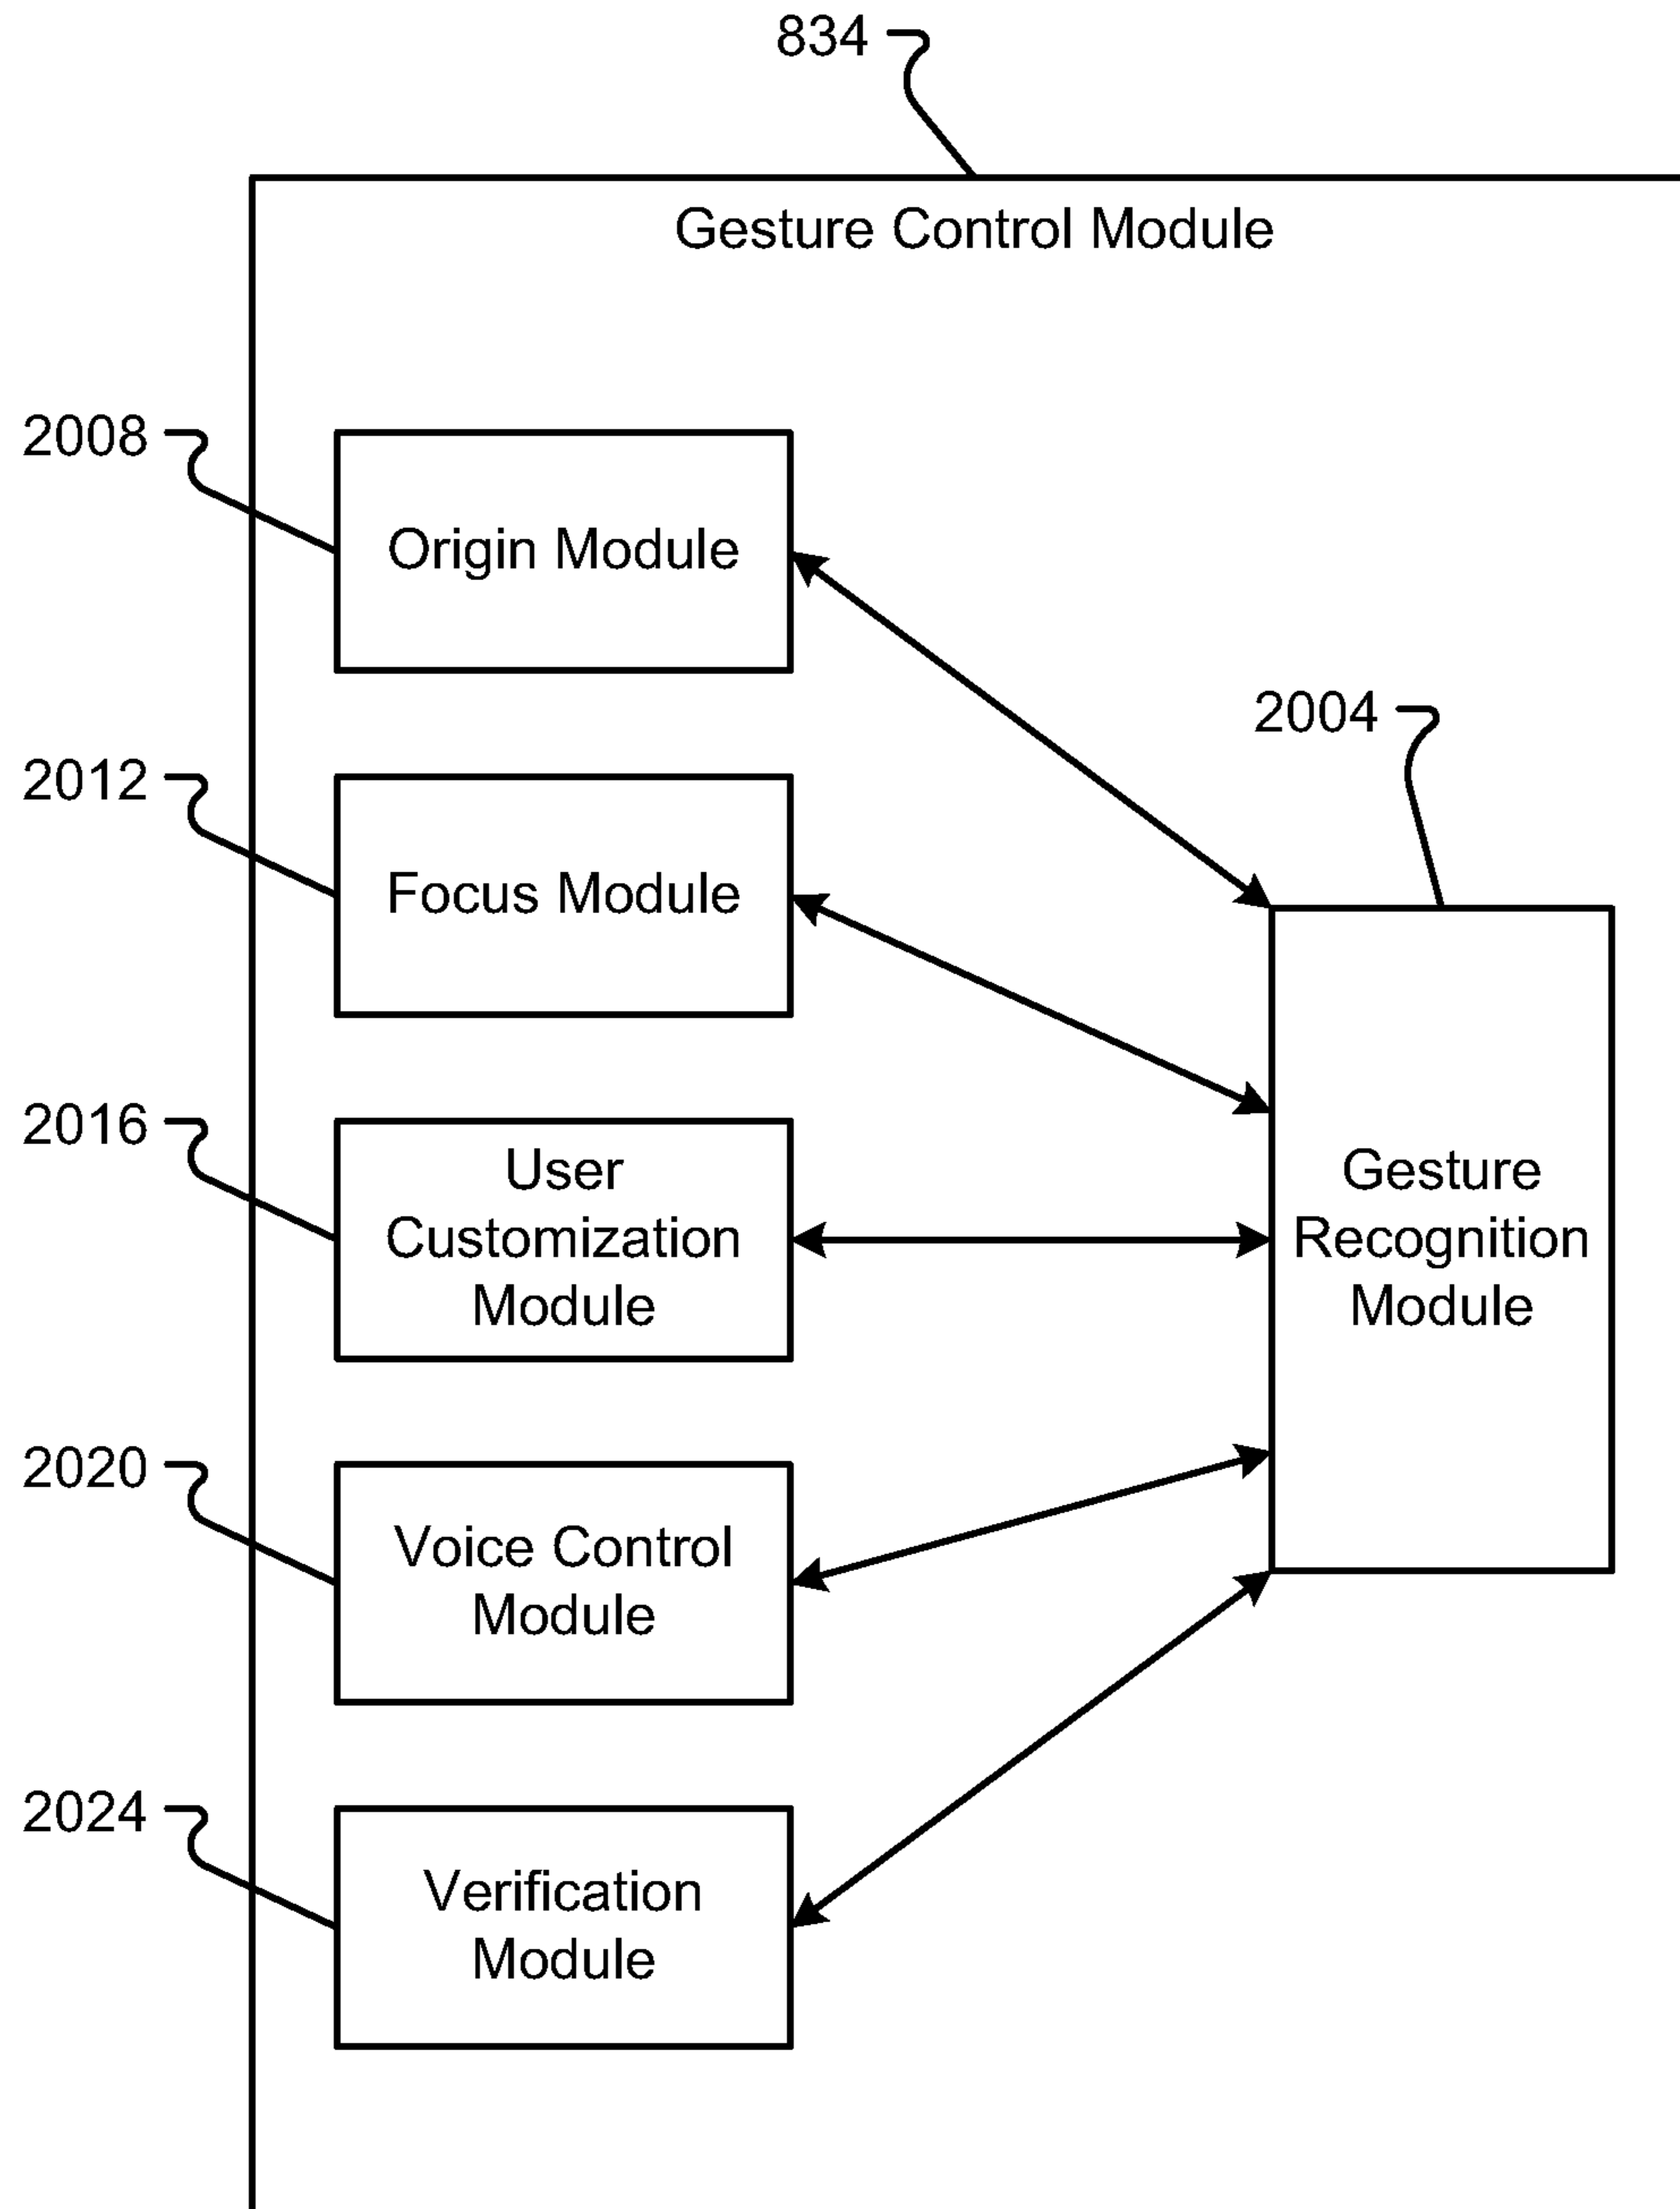 834
Gesture Control Module
2008
Origin Module
2004
2012
Focus Module
2016
User
Customization
Module
Gesture
Recognition
Module
2020
Voice Control
Module
2024
Verification
Module